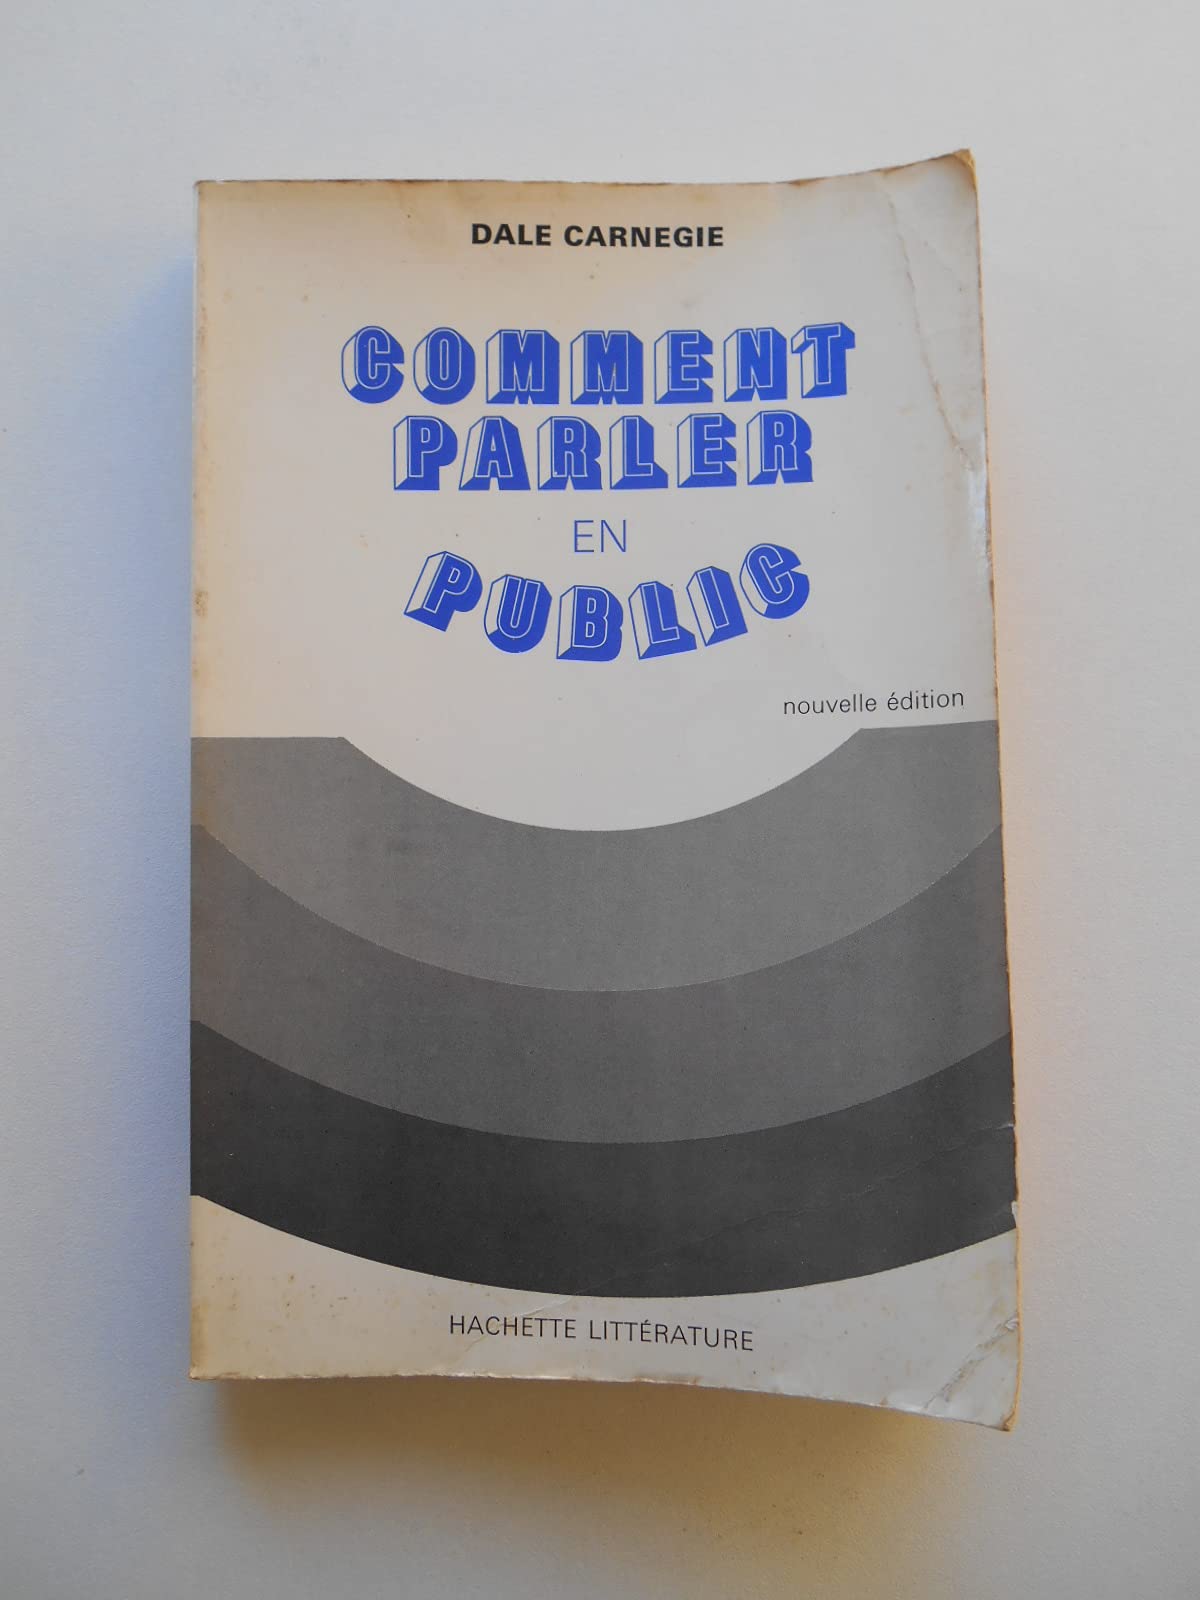 DALE CARNEGIE
COMMENT
PARLER
EN
PUBLIC
nouvelle édition
HACHETTE LITTÉRATURE